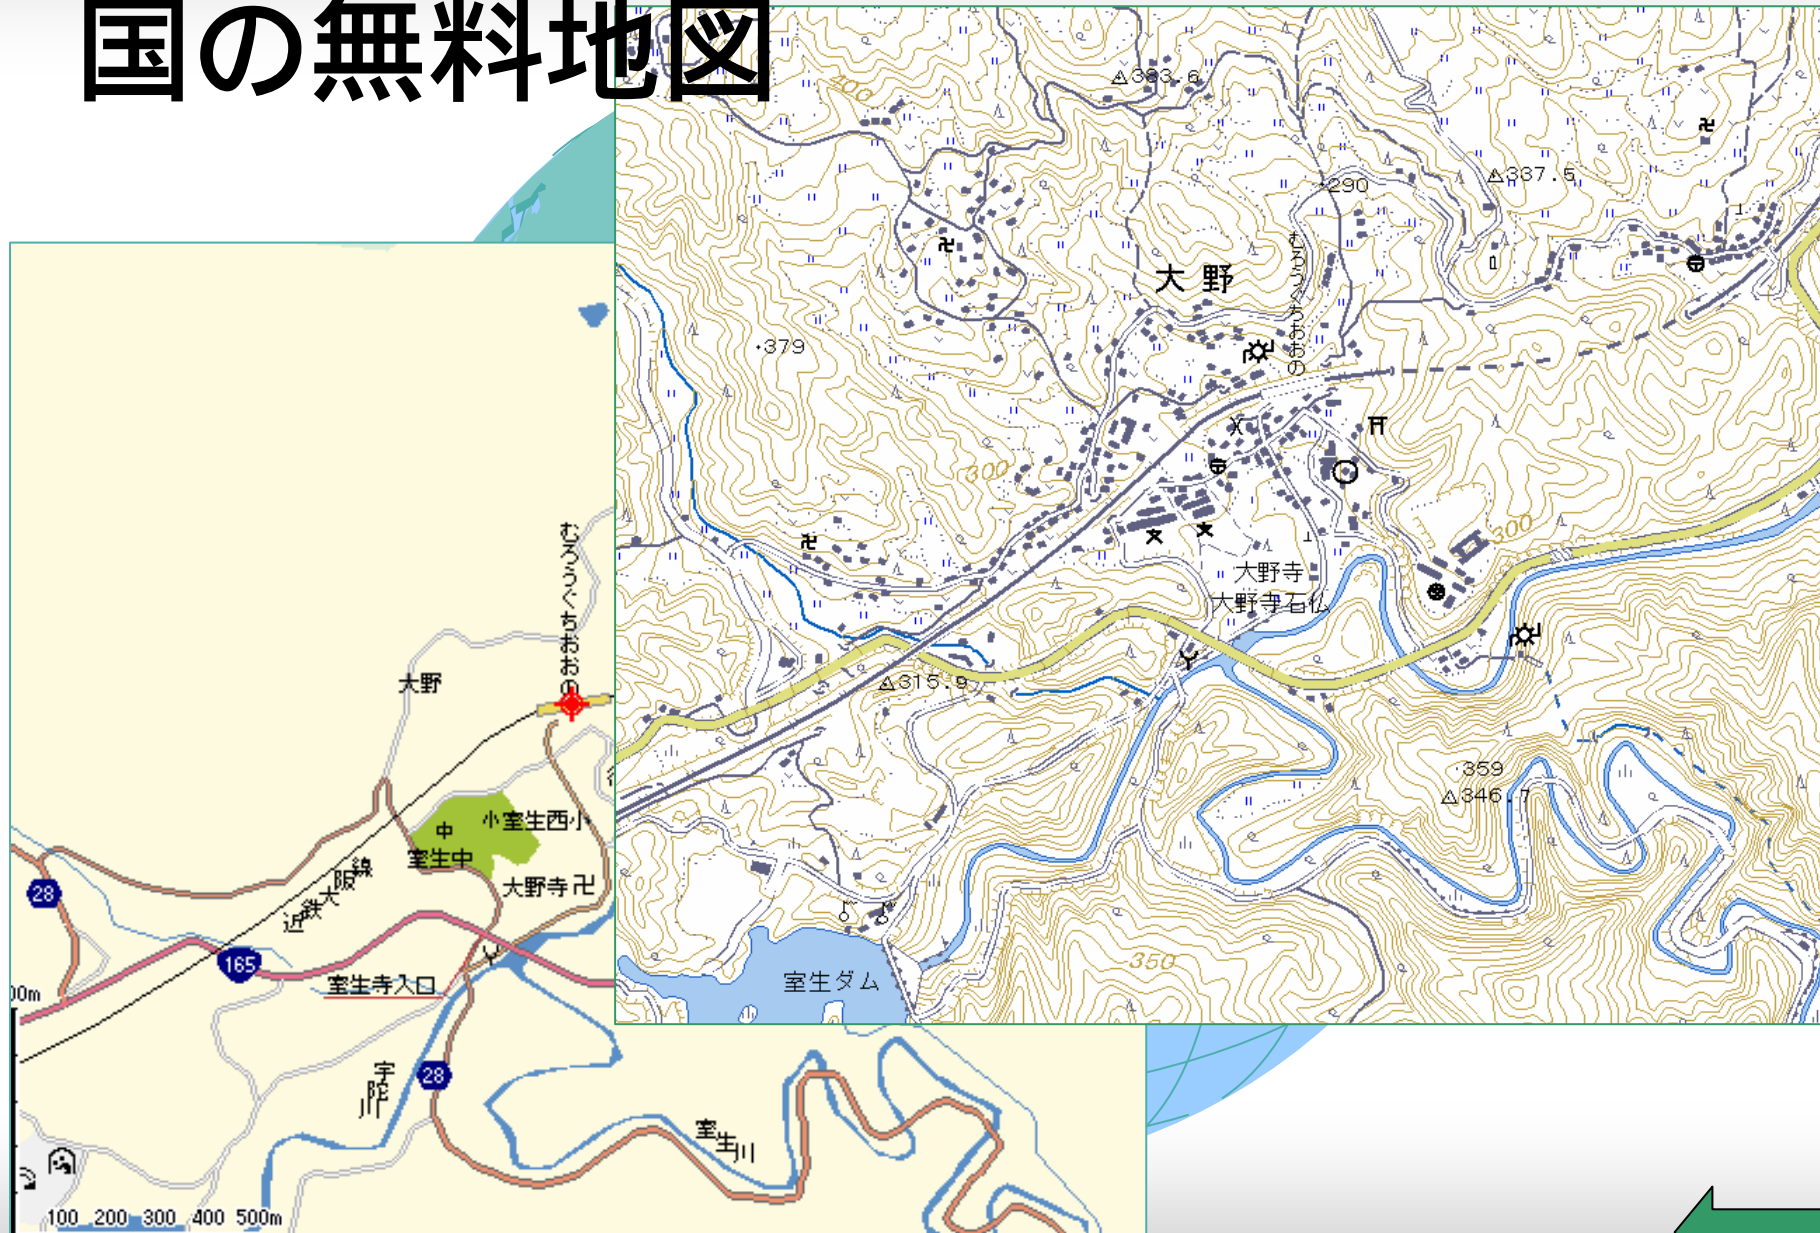 国の無料地図
400
383.6
290
337.5
大野
むろうぐちおおの
379
300
300
大野寺
大野寺石仏
315.9
359
346.7
350
室生ダム
むろうぐちおおの
大野
中
小室生西小
室生中
大野寺
28
近鉄大阪線
165
室生寺入口
00m
28
宇陀川
室生川
100 200 300 400 500m